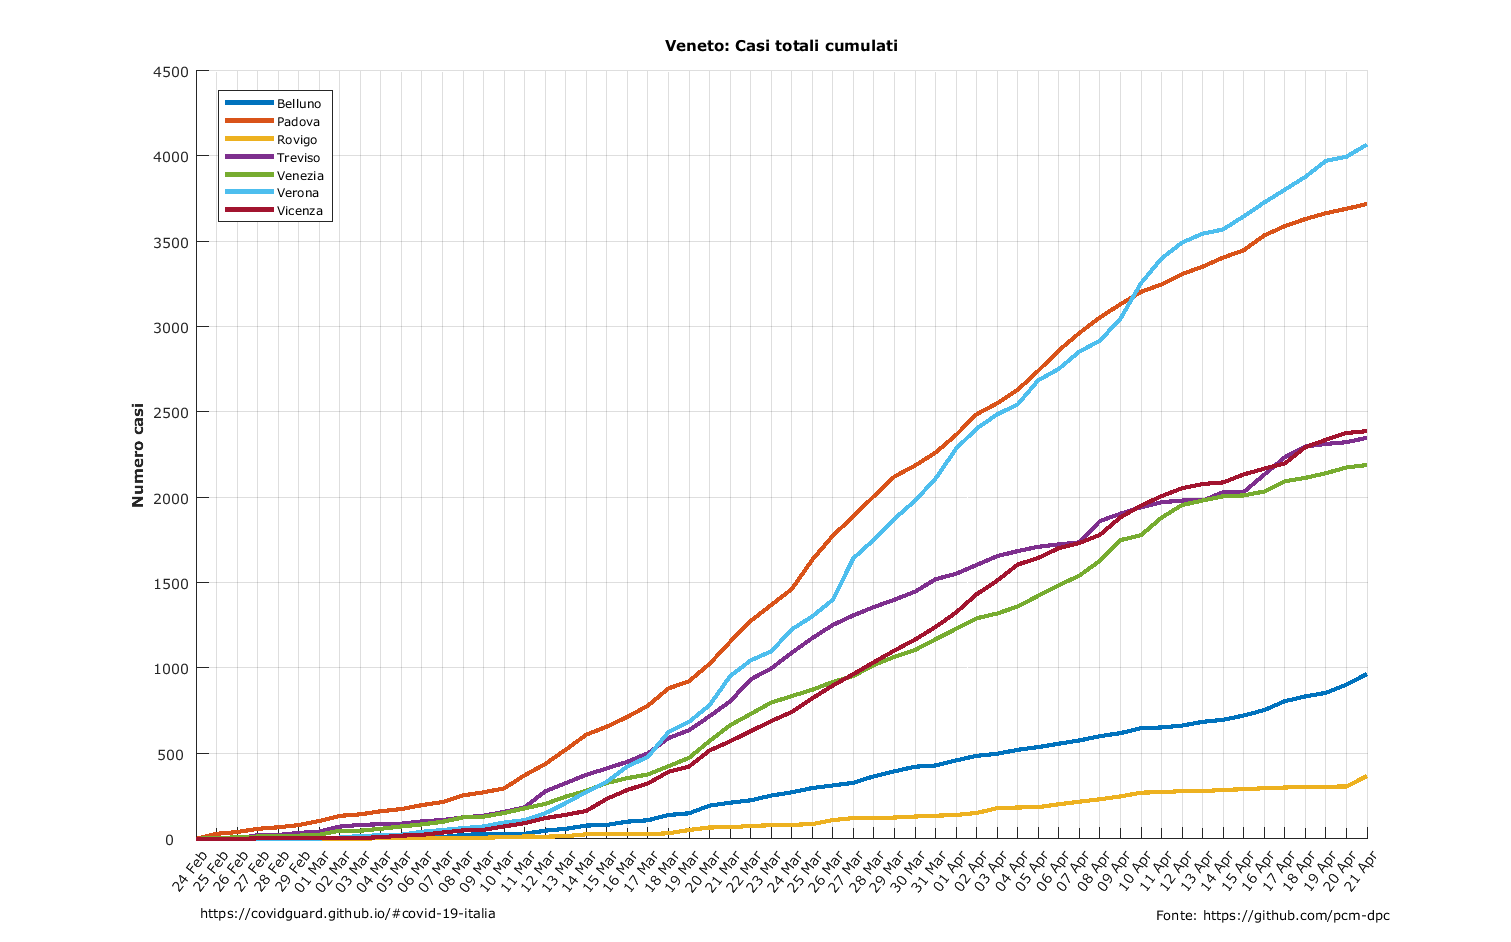 Veneto: Casi totali cumulati
4500
4000
3500
3000
2500
2000
1500
1000
500
0
Numero casi
Belluno
Padova
Rovigo
Treviso
Venezia
Verona
Vicenza
24 Feb
25 Feb
26 Feb
27 Feb
28 Feb
29 Feb
01 Mar
02 Mar
03 Mar
04 Mar
05 Mar
06 Mar
07 Mar
08 Mar
09 Mar
10 Mar
11 Mar
12 Mar
13 Mar
14 Mar
15 Mar
16 Mar
17 Mar
18 Mar
19 Mar
20 Mar
21 Mar
22 Mar
23 Mar
24 Mar
25 Mar
26 Mar
27 Mar
28 Mar
29 Mar
30 Mar
31 Mar
01 Apr
02 Apr
03 Apr
04 Apr
05 Apr
06 Apr
07 Apr
08 Apr
09 Apr
10 Apr
11 Apr
12 Apr
13 Apr
14 Apr
15 Apr
16 Apr
17 Apr
18 Apr
19 Apr
20 Apr
21 Apr
https://covidguard.github.io/#covid-19-italia
Fonte: https://github.com/pcm-dpc